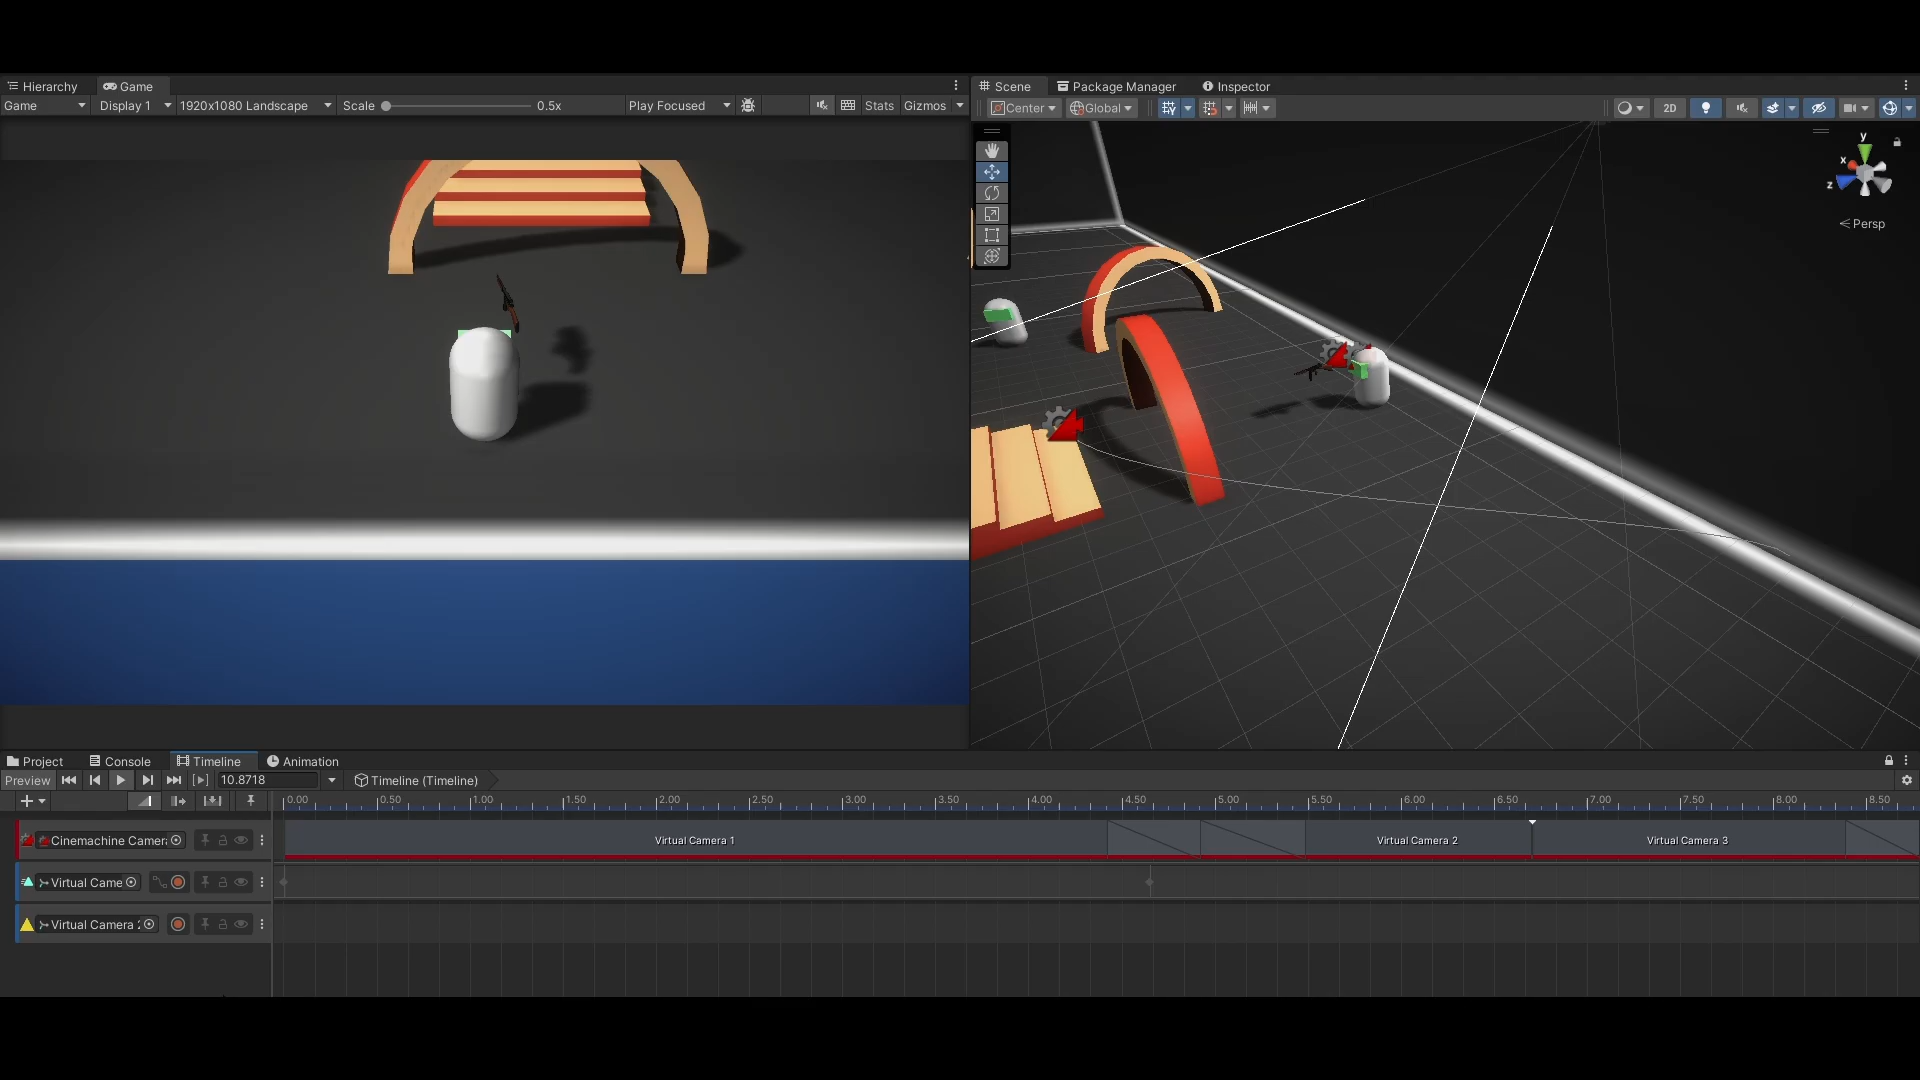 Hierarchy Game
Game Display 1 1920x1080 Landscape Scale 0.5x Play Focused Stats Gizmos
Scene Package Manager Inspector
Center Global 2D
y
x
z
< Persp
Project Console Timeline Animation
Preview 10.8718 Timeline (Timeline)
0.00 0.50 1.00 1.50 2.00 2.50 3.00 3.50 4.00 4.50 5.00 5.50 6.00 6.50 7.00 7.50 8.00 8.50
Cinemachine Camera Virtual Camera 1 Virtual Camera 2 Virtual Camera 3
Virtual Came
Virtual Camera